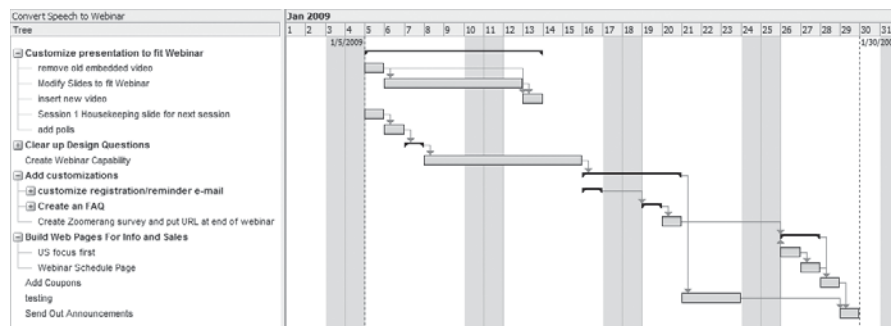 Convert Speech to Webinar
Jan 2009
Tree
1 2 3 4 5 6 7 8 9 10 11 12 13 14 15 16 17 18 19 20 21 22 23 24 25 26 27 28 29 30 31
1/5/2009
1/30/200
Customize presentation to fit Webinar
remove old embedded video
Modify Slides to fit Webinar
insert new video
Session 1 Housekeeping slide for next session
add polls
Clear up Design Questions
Create Webinar Capability
Add customizations
customize registration/reminder e-mail
Create an FAQ
Create Zoomerang survey and put URL at end of webinar
Build Web Pages For Info and Sales
US focus first
Webinar Schedule Page
Add Coupons
testing
Send Out Announcements